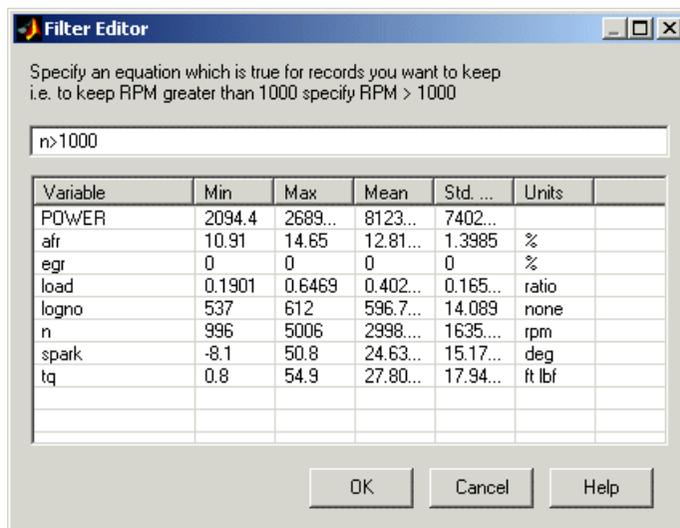 Filter Editor
Specify an equation which is true for records you want to keep
i.e. to keep RPM greater than 1000 specify RPM > 1000
n>1000
Variable Min Max Mean Std. ... Units
POWER 2094.4 2689... 8123... 7402...
afr 10.91 14.65 12.81... 1.3985 %
egr 0 0 0 0 %
load 0.1901 0.6469 0.402... 0.165... ratio
logno 537 612 596.7... 14.089 none
n 996 5006 2998.... 1635.... rpm
spark -8.1 50.8 24.63... 15.17... deg
tq 0.8 54.9 27.80... 17.94... ft lbf
OK Cancel Help